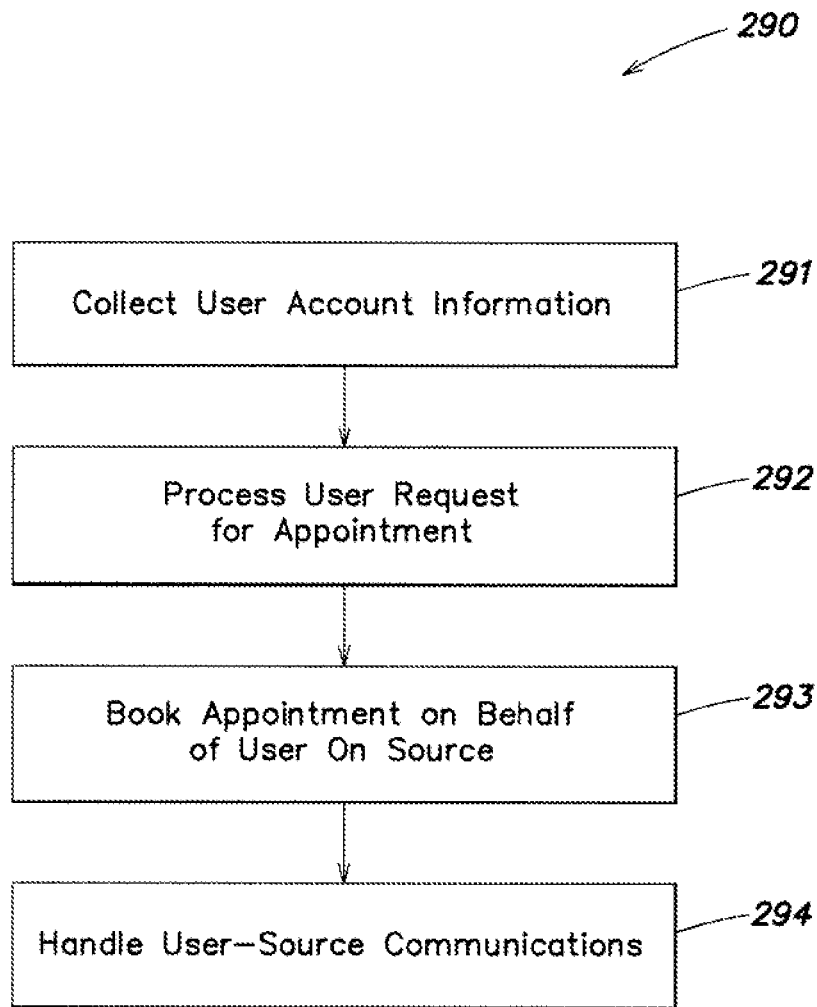 290
Collect User Account Information
291
Process User Request
for Appointment
292
Book Appointment on Behalf
of User On Source
293
Handle User-Source Communications
294